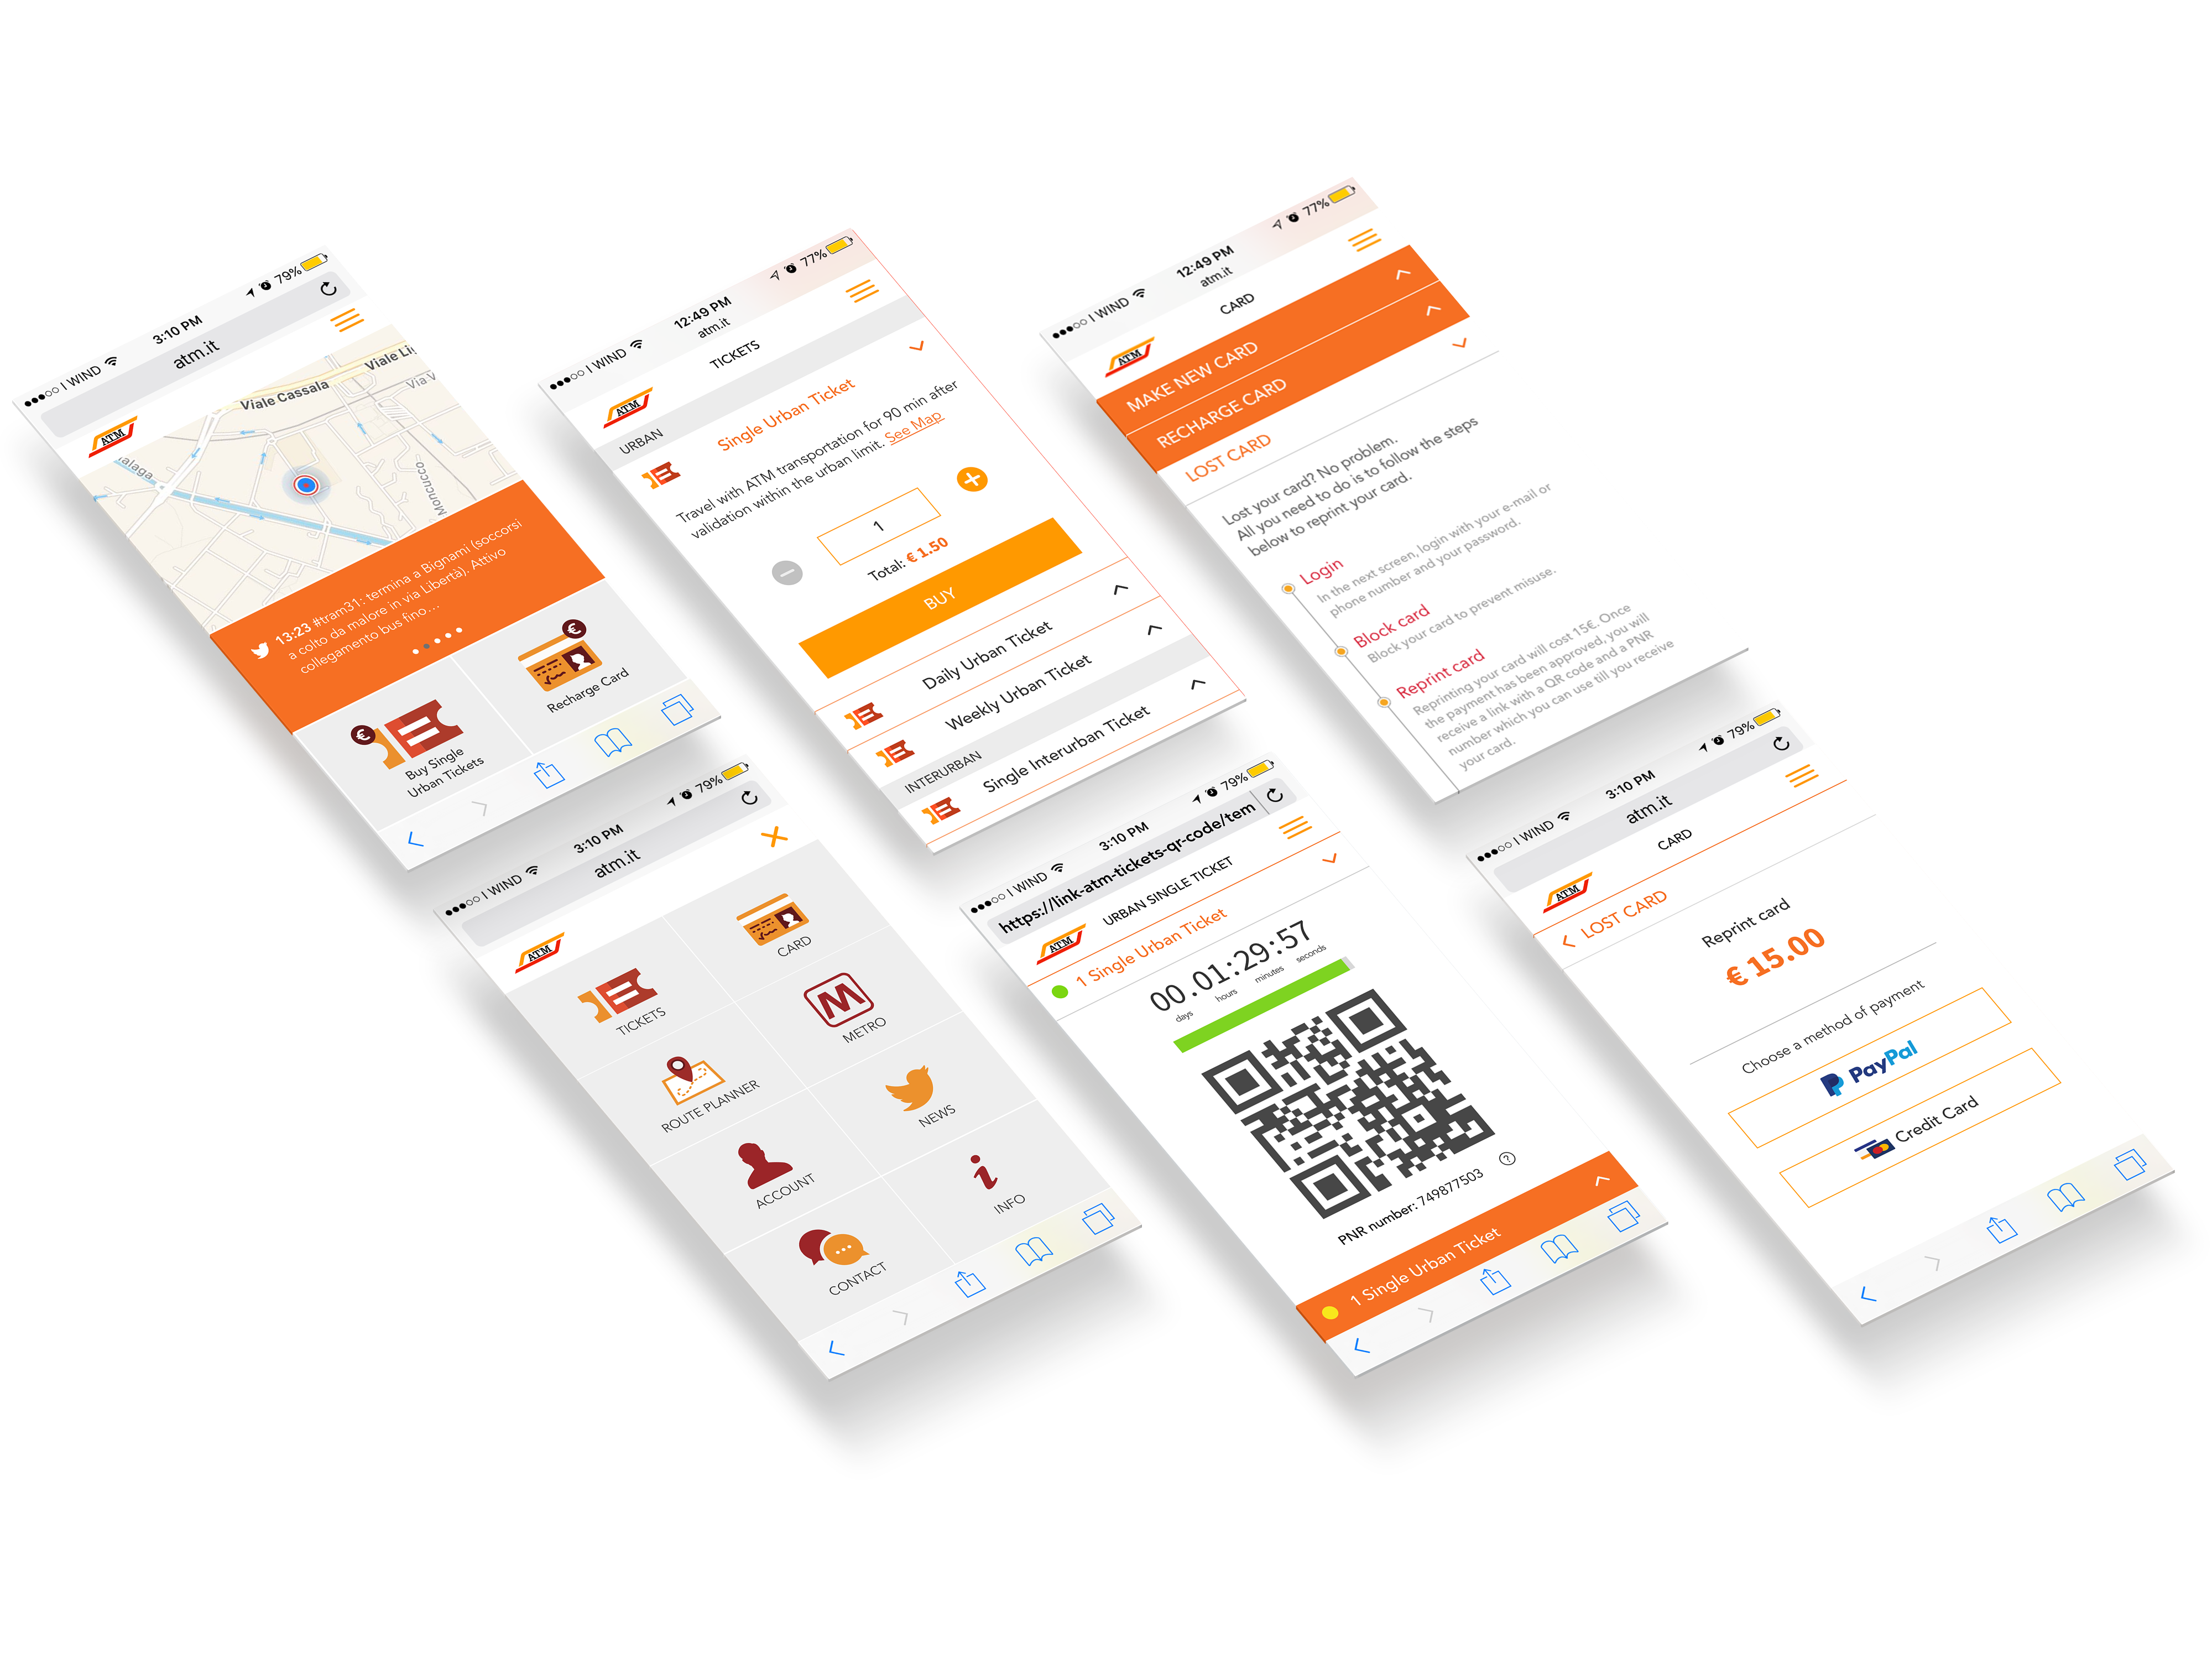 I WIND
3:10 PM
79%
atm.it
ATM
Viale Cassala
Viale Li
Via V
alaga
Moncucco
13:23 #tram31: termina a Bignami (soccorsi
a colto da malore in via Libertà). Attivo
collegamento bus fino...
€
Buy Single
Urban Tickets
€
Recharge Card
I WIND
12:49 PM
77%
atm.it
ATM
TICKETS
URBAN
Single Urban Ticket
Travel with ATM transportation for 90 min after
validation within the urban limit. See Map
1
Total: € 1.50
BUY
Daily Urban Ticket
Weekly Urban Ticket
INTERURBAN
Single Interurban Ticket
I WIND
12:49 PM
77%
atm.it
ATM
CARD
MAKE NEW CARD
RECHARGE CARD
LOST CARD
Lost your card? No problem.
All you need to do is to follow the steps
below to reprint your card.
Login
In the next screen, login with your e-mail or
phone number and your password.
Block card
Block your card to prevent misuse.
Reprint card
Reprinting your card will cost 15€. Once
the payment has been approved, you will
receive a link with a QR code and a PNR
number which you can use till you receive
your card.
I WIND
3:10 PM
79%
atm.it
ATM
TICKETS
CARD
ROUTE PLANNER
METRO
ACCOUNT
NEWS
CONTACT
INFO
I WIND
3:10 PM
79%
https://link-atm-tickets-qr-code/tem
ATM
URBAN SINGLE TICKET
1 Single Urban Ticket
00.01:29:57
days hours minutes seconds
PNR number: 749877503 ?
1 Single Urban Ticket
I WIND
3:10 PM
79%
atm.it
ATM
CARD
LOST CARD
Reprint card
€ 15.00
Choose a method of payment
PayPal
Credit Card